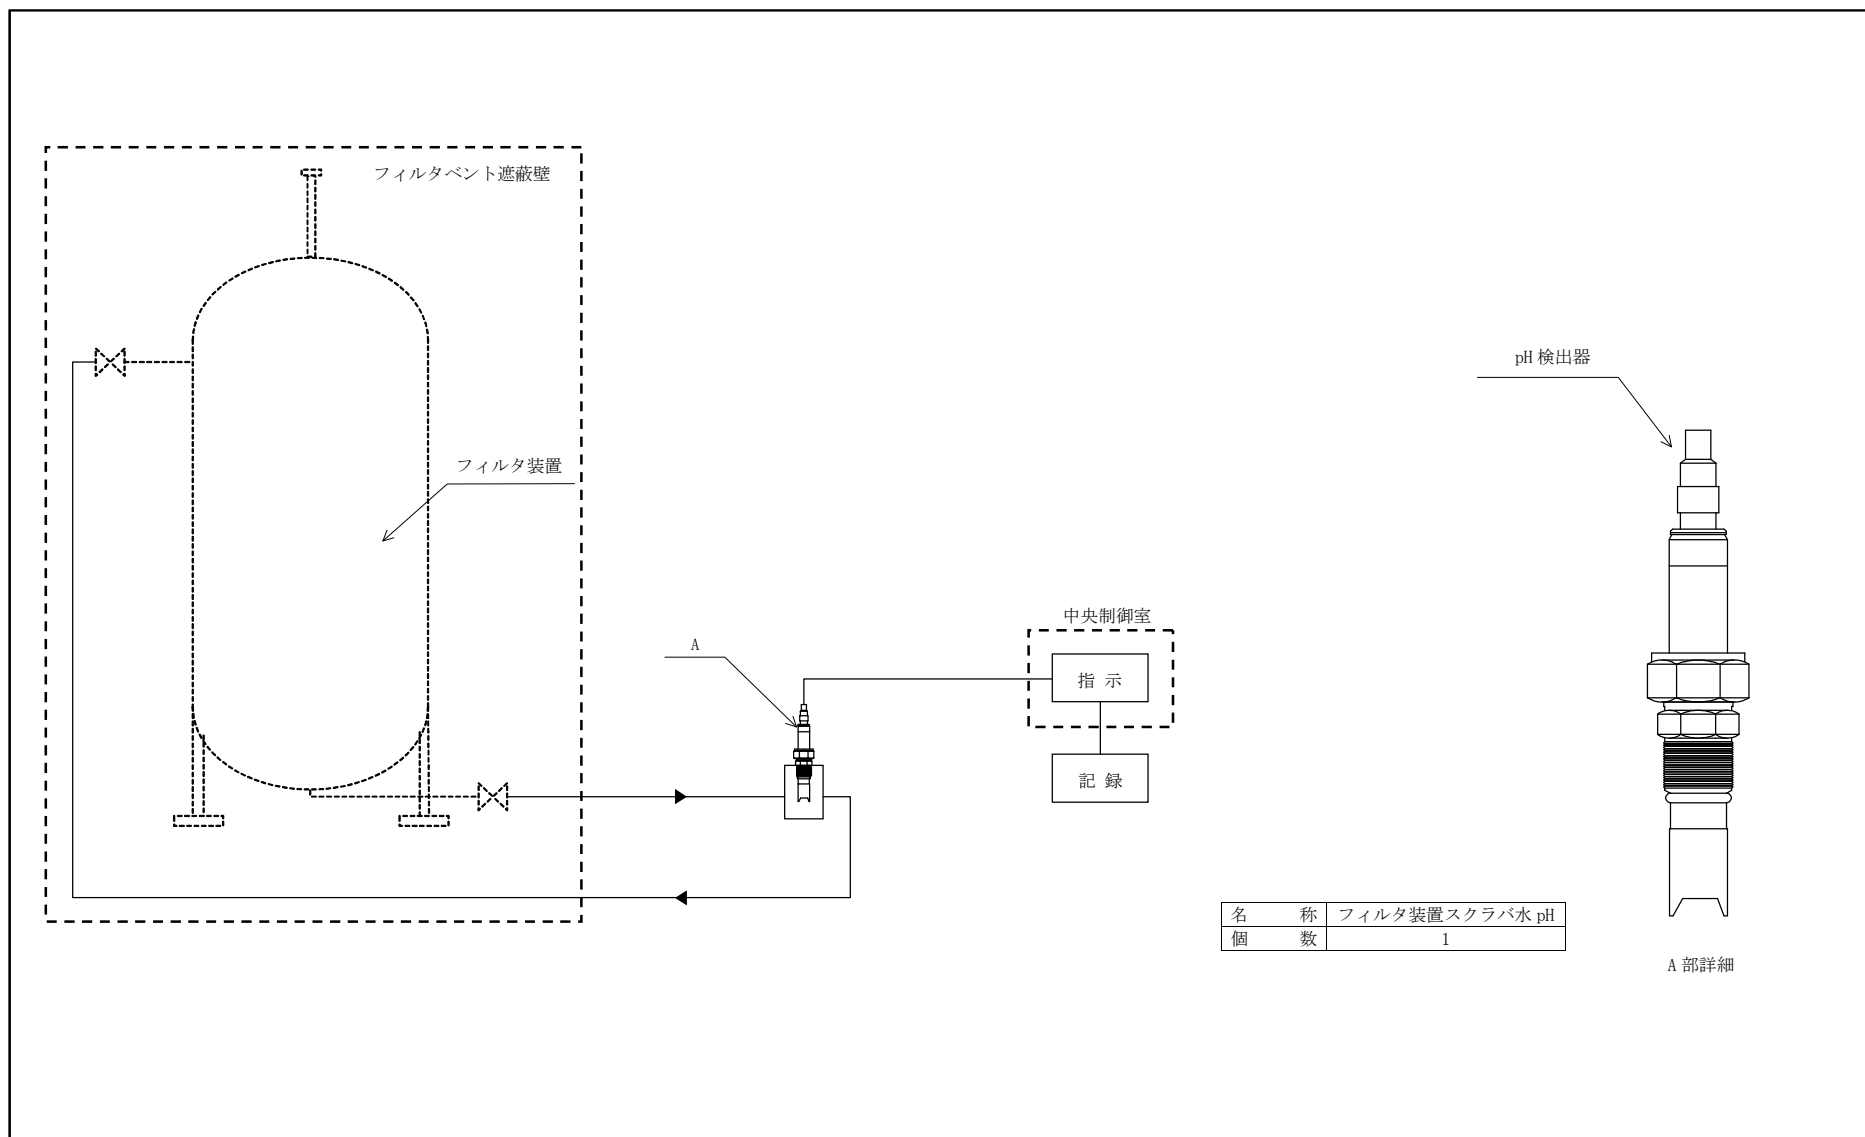 フィルタベント遮蔽壁
pH 検出器
フィルタ装置
中央制御室
A
指 示
記 録
名 称 フィルタ装置スクラバ水 pH
個 数 1
A 部詳細